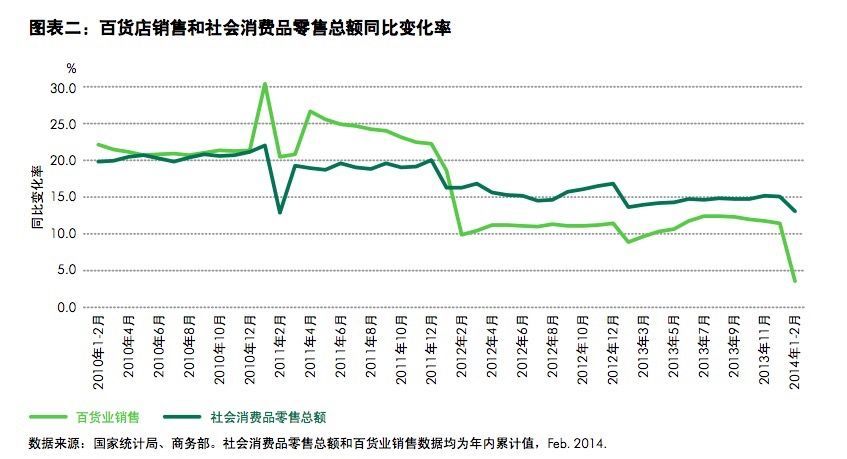 图表二：百货店销售和社会消费品零售总额同比变化率
%
30.0
25.0
20.0
15.0
10.0
5.0
0.0
同比变化率
2010年1-2月
2010年4月
2010年6月
2010年8月
2010年10月
2010年12月
2011年2月
2011年4月
2011年6月
2011年8月
2011年10月
2011年12月
2012年2月
2012年4月
2012年6月
2012年8月
2012年10月
2012年12月
2013年3月
2013年5月
2013年7月
2013年9月
2013年11月
2014年1-2月
百货业销售
社会消费品零售总额
数据来源：国家统计局、商务部。社会消费品零售总额和百货业销售数据均为年内累计值，Feb. 2014.